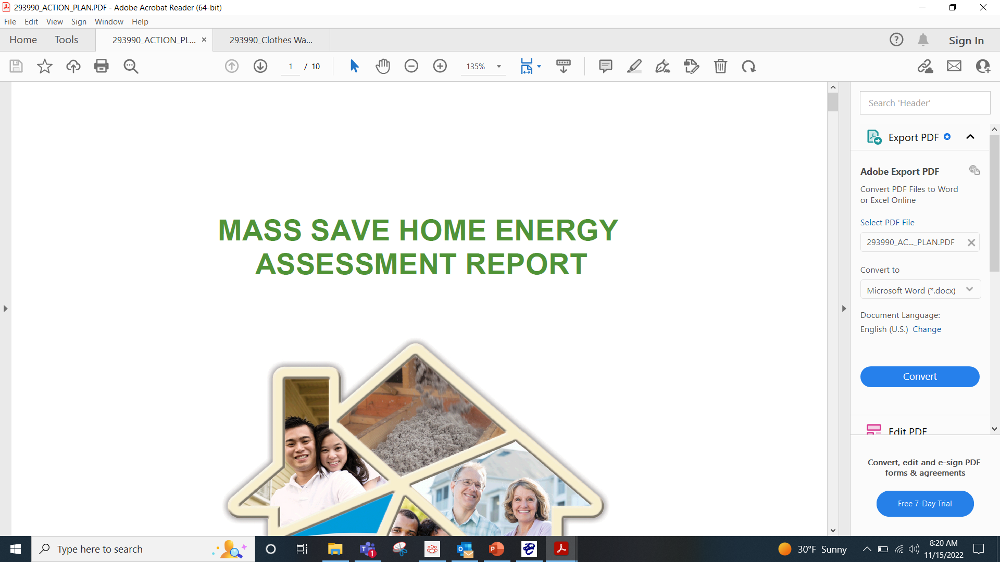 293990_ACTION_PLAN.PDF - Adobe Acrobat Reader (64-bit)
File Edit View Sign Window Help
Home Tools 293990_ACTION_PL... 293990_Clothes Wa... Sign In
1 / 10 135%
MASS SAVE HOME ENERGY
ASSESSMENT REPORT
Search 'Header'
Export PDF
Adobe Export PDF
Convert PDF Files to Word
or Excel Online
Select PDF File
293990_AC..._PLAN.PDF
Convert to
Microsoft Word (*.docx)
Document Language:
English (U.S.) Change
Convert
Edit PDF
Convert, edit and e-sign PDF
forms & agreements
Free 7-Day Trial
Type here to search
1
30°F Sunny
8:20 AM
11/15/2022